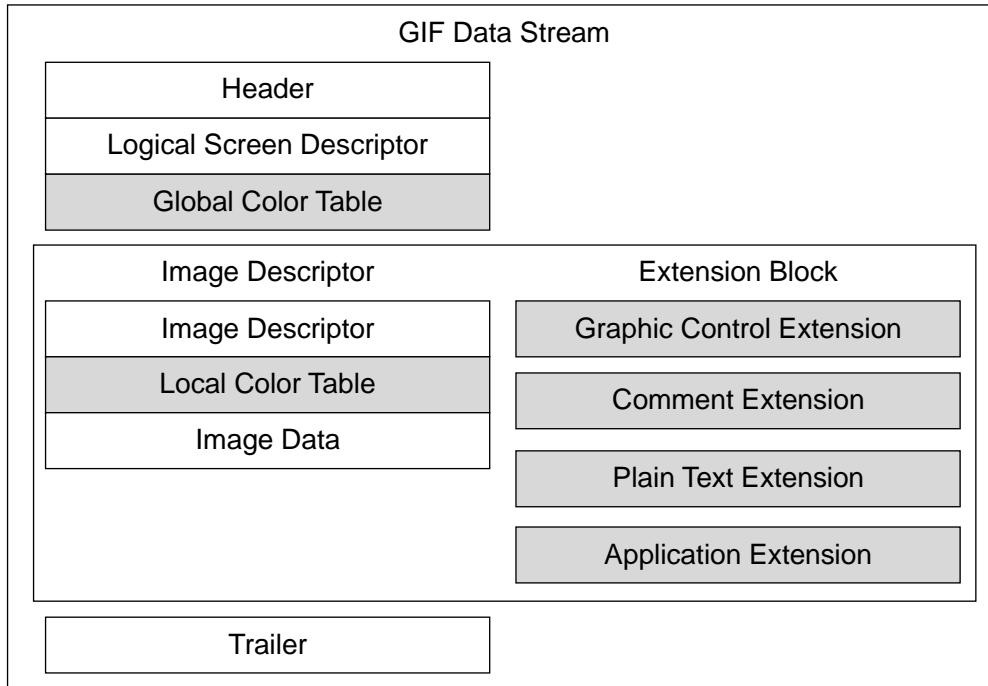 GIF Data Stream
Header
Logical Screen Descriptor
Global Color Table
Image Descriptor
Image Descriptor
Local Color Table
Image Data
Extension Block
Graphic Control Extension
Comment Extension
Plain Text Extension
Application Extension
Trailer